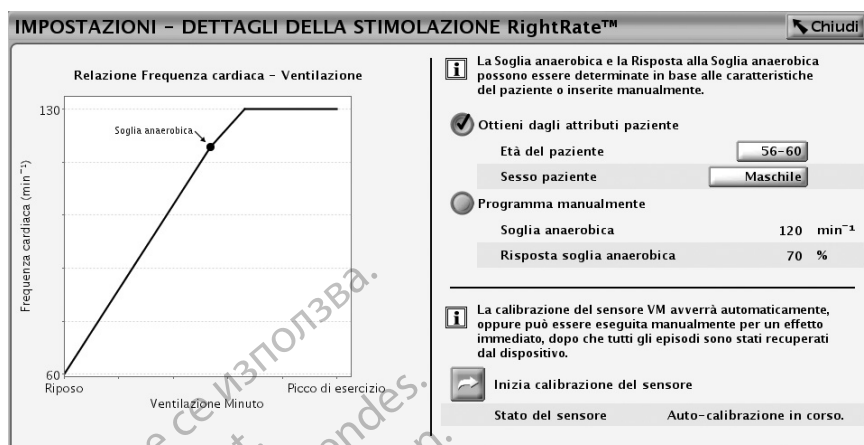 IMPOSTAZIONI – DETTAGLI DELLA STIMOLAZIONE RightRate™
Chiudi
Relazione Frequenza cardiaca – Ventilazione
130
Soglia anaerobica
Frequenza cardiaca (min⁻¹)
60
Riposo
Picco di esercizio
Ventilazione Minuto
La Soglia anaerobica e la Risposta alla Soglia anaerobica
possono essere determinate in base alle caratteristiche
del paziente o inserite manualmente.
Ottieni dagli attributi paziente
Età del paziente 56–60
Sesso paziente Maschile
Programma manualmente
Soglia anaerobica 120 min⁻¹
Risposta soglia anaerobica 70 %
La calibrazione del sensore VM avverrà automaticamente,
oppure può essere eseguita manualmente per un effetto
immediato, dopo che tutti gli episodi sono stati recuperati
dal dispositivo.
Inizia calibrazione del sensore
Stato del sensore Auto-calibrazione in corso.
се използва.